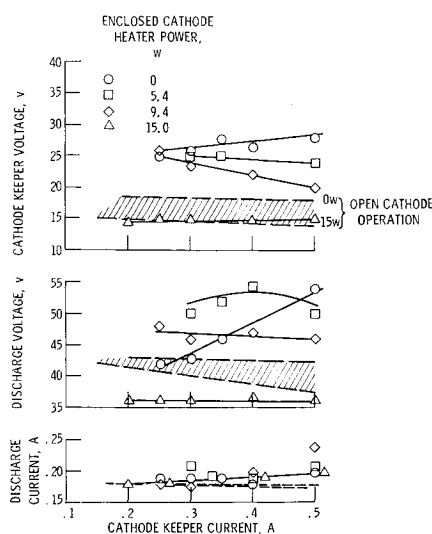 ENCLOSED CATHODE
HEATER POWER,
W
0
5.4
9.4
15.0
CATHODE KEEPER VOLTAGE, v
40
35
30
25
20
15
10
0w
15w
OPEN CATHODE
OPERATION
DISCHARGE VOLTAGE, v
55
50
45
40
35
DISCHARGE
CURRENT, A
.25
.20
.15
.1
.2
.3
.4
.5
CATHODE KEEPER CURRENT, A